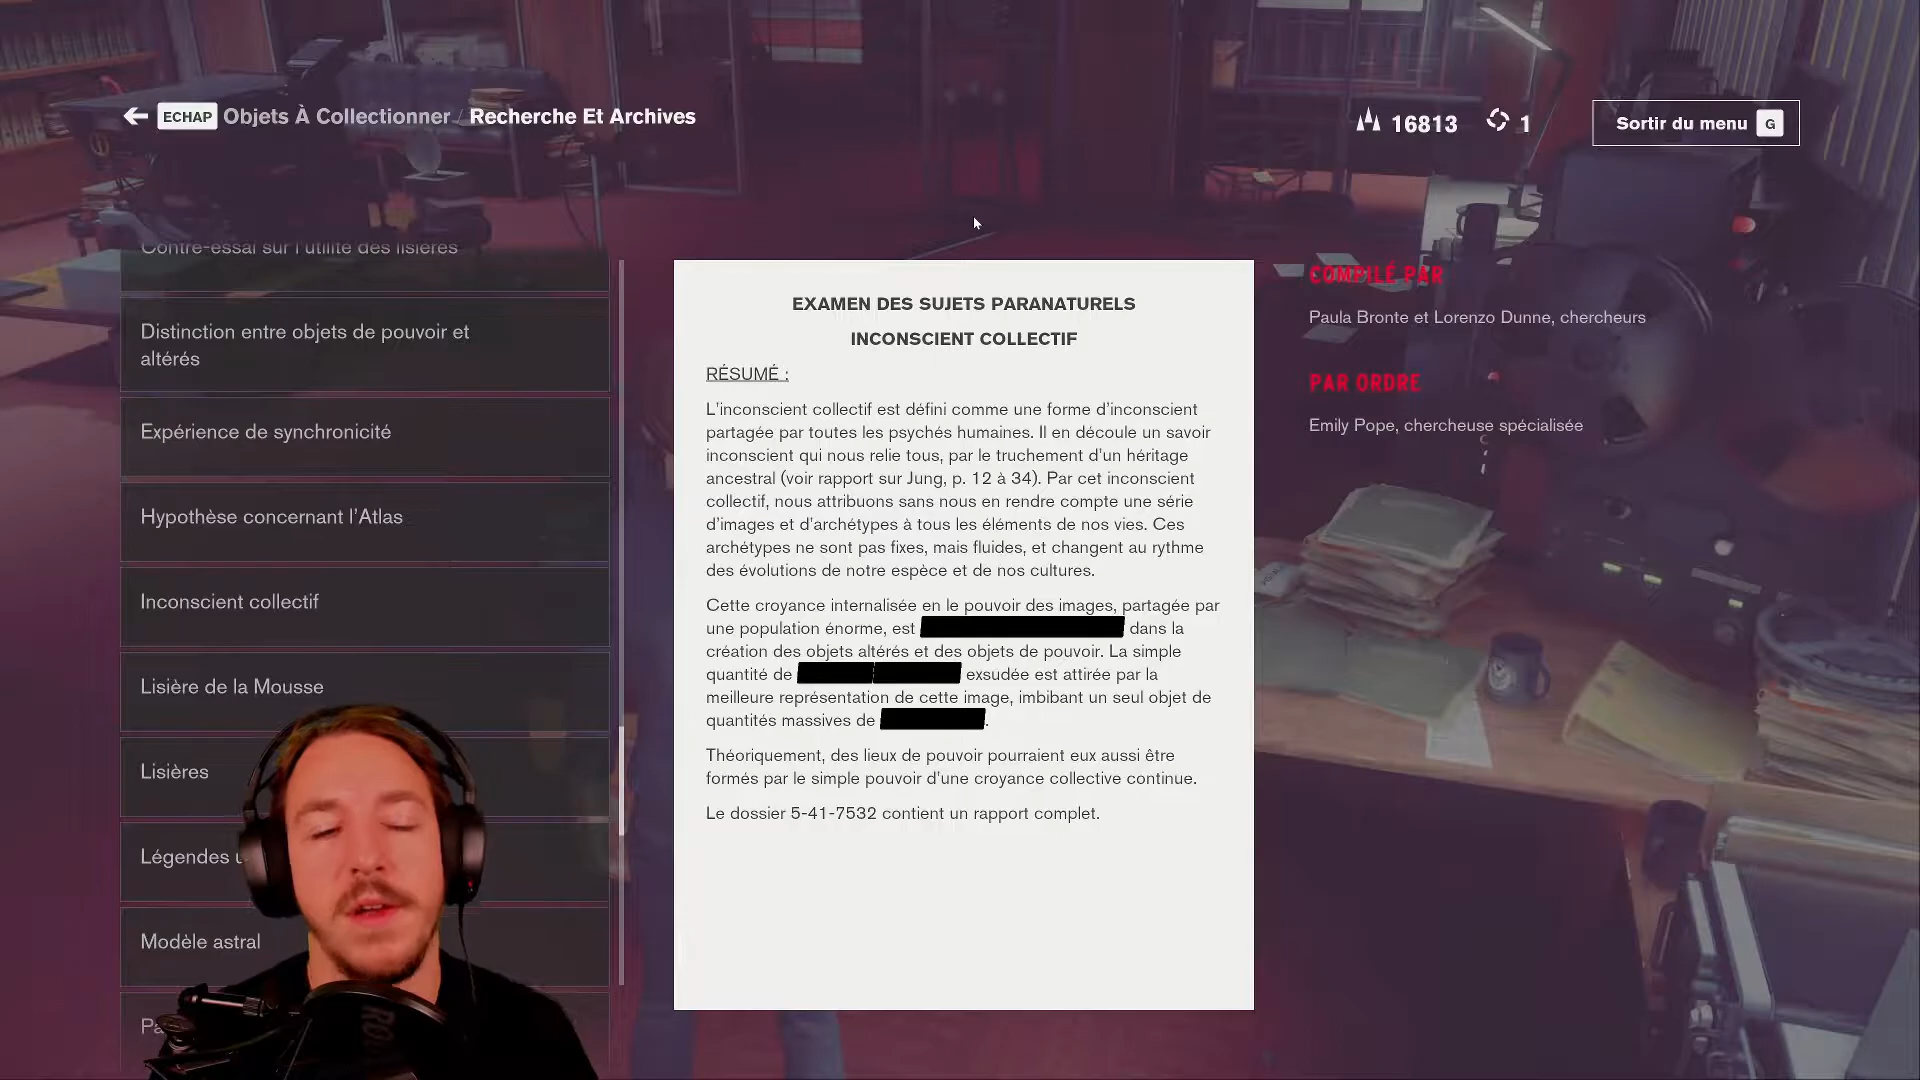 ECHAP Objets À Collectionner / Recherche Et Archives
16813
1
Sortir du menu G
Contre-essai sur l'utilité des lisières
Distinction entre objets de pouvoir et
altérés
Expérience de synchronicité
Hypothèse concernant l'Atlas
Inconscient collectif
Lisière de la Mousse
Lisières
Légendes
Modèle astral
EXAMEN DES SUJETS PARANATURELS
INCONSCIENT COLLECTIF
RÉSUMÉ :
L'inconscient collectif est défini comme une forme d'inconscient
partagée par toutes les psychés humaines. Il en découle un savoir
inconscient qui nous relie tous, par le truchement d'un héritage
ancestral (voir rapport sur Jung, p. 12 à 34). Par cet inconscient
collectif, nous attribuons sans nous en rendre compte une série
d'images et d'archétypes à tous les éléments de nos vies. Ces
archétypes ne sont pas fixes, mais fluides, et changent au rythme
des évolutions de notre espèce et de nos cultures.
Cette croyance internalisée en le pouvoir des images, partagée par
une population énorme, est dans la
création des objets altérés et des objets de pouvoir. La simple
quantité de exsudée est attirée par la
meilleure représentation de cette image, imbibant un seul objet de
quantités massives de .
Théoriquement, des lieux de pouvoir pourraient eux aussi être
formés par le simple pouvoir d'une croyance collective continue.
Le dossier 5-41-7532 contient un rapport complet.
COMPILÉ PAR
Paula Bronte et Lorenzo Dunne, chercheurs
PAR ORDRE
Emily Pope, chercheuse spécialisée